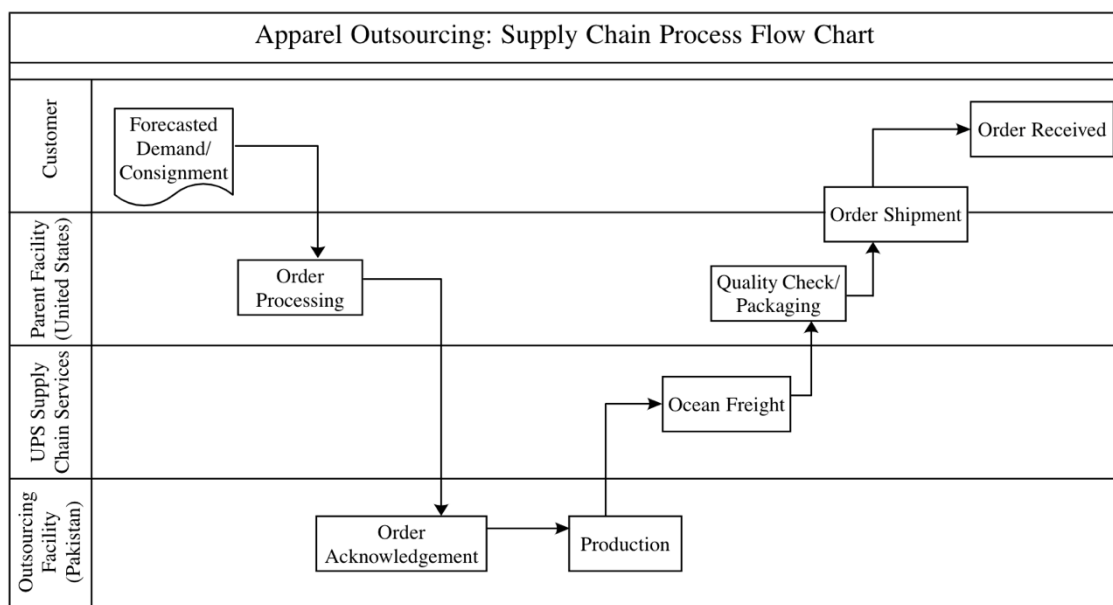 Apparel Outsourcing: Supply Chain Process Flow Chart
Customer
Forecasted
Demand/
Consignment
Order Received
Order Shipment
Parent Facility
(United States)
Order
Processing
Quality Check/
Packaging
UPS Supply
Chain Services
Ocean Freight
Outsourcing
Facility
(Pakistan)
Order
Acknowledgement
Production